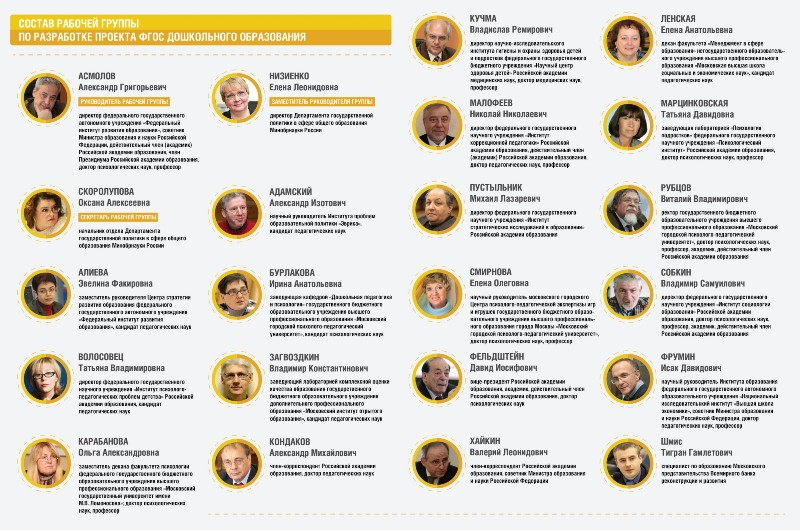 СОСТАВ РАБОЧЕЙ ГРУППЫ
ПО РАЗРАБОТКЕ ПРОЕКТА ФГОС ДОШКОЛЬНОГО ОБРАЗОВАНИЯ
АСМОЛОВ
Александр Григорьевич
РУКОВОДИТЕЛЬ РАБОЧЕЙ ГРУППЫ
директор федерального государственного
автономного учреждения «Федеральный
институт развития образования», советник
Министра образования и науки Российской
Федерации, действительный член (академик)
Российской академии образования, член
Президиума Российской академии образования,
доктор психологических наук, профессор
НИЗИЕНКО
Елена Леонидовна
ЗАМЕСТИТЕЛЬ РУКОВОДИТЕЛЯ ГРУППЫ
директор Департамента государственной
политики в сфере общего образования
Минобрнауки России
СКОРОЛУПОВА
Оксана Алексеевна
СЕКРЕТАРЬ РАБОЧЕЙ ГРУППЫ
начальник отдела Департамента
государственной политики в сфере общего
образования Минобрнауки России
АДАМСКИЙ
Александр Изотович
научный руководитель Института проблем
образовательной политики «Эврика»,
кандидат педагогических наук
АЛИЕВА
Эвелина Факировна
заместитель руководителя Центра стратегии
развития образования федерального
государственного автономного учреждения
«Федеральный институт развития
образования», кандидат педагогических наук
БУРЛАКОВА
Ирина Анатольевна
заведующая кафедрой «Дошкольная педагогика
и психология» государственного бюджетного
образовательного учреждения высшего
профессионального образования «Московский
городской психолого-педагогический
университет», кандидат психологических наук
ВОЛОСОВЕЦ
Татьяна Владимировна
директор федерального государственного
научного учреждения «Институт психолого-
педагогических проблем детства» Российской
академии образования, кандидат
педагогических наук
ЗАГВОЗДКИН
Владимир Константинович
заведующий лабораторией комплексной оценки
качества образования государственного
бюджетного образовательного учреждения
дополнительного профессионального
образования «Московский институт открытого
образования», кандидат педагогических наук
КАРАБАНОВА
Ольга Александровна
заместитель декана факультета психологии
федерального государственного бюджетного
образовательного учреждения высшего
профессионального образования «Московский
государственный университет имени
М.В. Ломоносова», доктор психологических
наук, профессор
КОНДАКОВ
Александр Михайлович
член-корреспондент Российской академии
образования, доктор педагогических наук
КУЧМА
Владислав Ремирович
директор научно-исследовательского
института гигиены и охраны здоровья детей
и подростков федерального государственного
бюджетного учреждения «Научный центр
здоровья детей» Российской академии
медицинских наук, доктор медицинских наук,
профессор
ЛЕНСКАЯ
Елена Анатольевна
декан факультета «Менеджмент в сфере
образования» негосударственного образователь-
ного учреждения высшего профессионального
образования «Московская высшая школа
социальных и экономических наук», кандидат
педагогических наук
МАЛОФЕЕВ
Николай Николаевич
директор федерального государственного
научного учреждения «Институт
коррекционной педагогики» Российской
академии образования, действительный член
(академик) Российской академии образования,
доктор педагогических наук, профессор
МАРЦИНКОВСКАЯ
Татьяна Давидовна
заведующая лабораторией «Психология
подростков» федерального государственного
научного учреждения «Психологический
институт» Российской академии образования,
доктор психологических наук, профессор
ПУСТЫЛЬНИК
Михаил Лазаревич
директор федерального государственного
научного учреждения «Институт
стратегических исследований в образовании»
Российской академии образования
РУБЦОВ
Виталий Владимирович
ректор государственного бюджетного
образовательного учреждения высшего
профессионального образования «Московский
городской психолого-педагогический
университет», доктор психологических наук,
профессор, академик, действительный член
Российской академии образования
СМИРНОВА
Елена Олеговна
научный руководитель московского городского
Центра психолого-педагогической экспертизы игр
и игрушек государственного бюджетного образо-
вательного учреждения высшего профессиональ-
ного образования города Москвы «Московский
городской психолого-педагогический университет»,
доктор психологических наук, профессор
СОБКИН
Владимир Самуилович
директор федерального государственного
научного учреждения «Институт социологии
образования» Российской академии
образования, доктор психологических наук,
профессор, академик, действительный член
Российской академии образования
ФЕЛЬДШТЕЙН
Давид Иосифович
вице-президент Российской академии
образования, академик, действительный член
Российской академии образования, доктор
психологических наук
ФРУМИН
Исак Давидович
научный руководитель Института образования
федерального государственного автономного
образовательного учреждения «Национальный
исследовательский институт «Высшая школа
экономики», советник Министра образования
и науки Российской Федерации, доктор
педагогических наук, профессор
ХАЙКИН
Валерий Леонидович
член-корреспондент Российской академии
образования, советник Министра образования
и науки Российской Федерации
Шмис
Тигран Гамлетович
специалист по образованию Московского
представительства Всемирного банка
реконструкции и развития